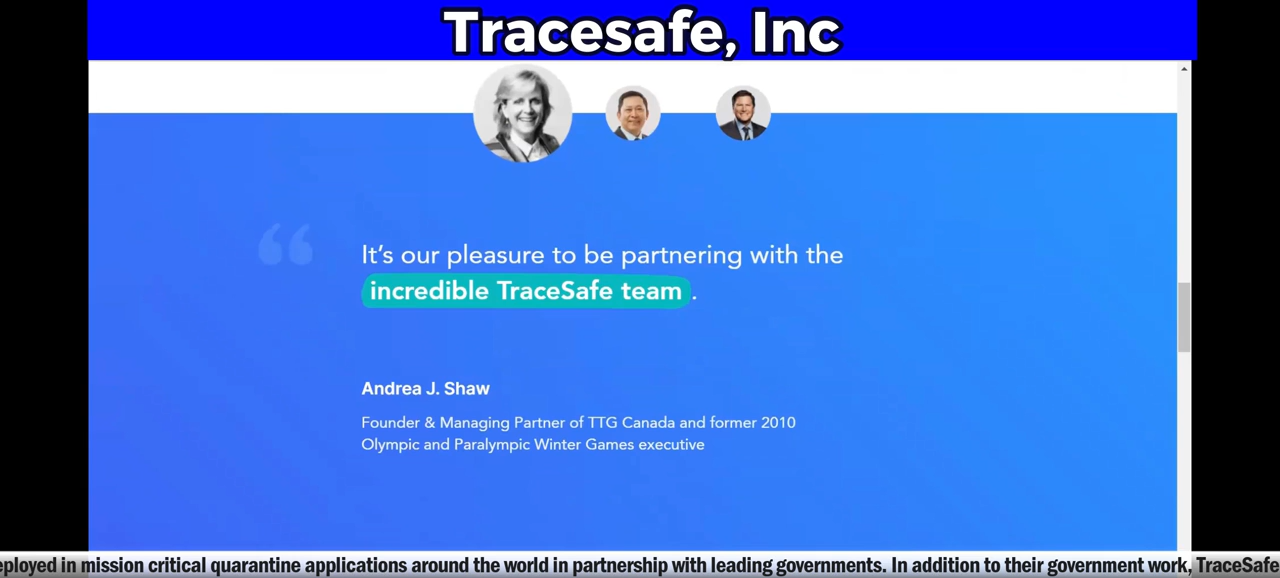 Tracesafe, Inc
It's our pleasure to be partnering with the
incredible TraceSafe team.
Andrea J. Shaw
Founder & Managing Partner of TTG Canada and former 2010
Olympic and Paralympic Winter Games executive
eployed in mission critical quarantine applications around the world in partnership with leading governments. In addition to their government work, TraceSafe